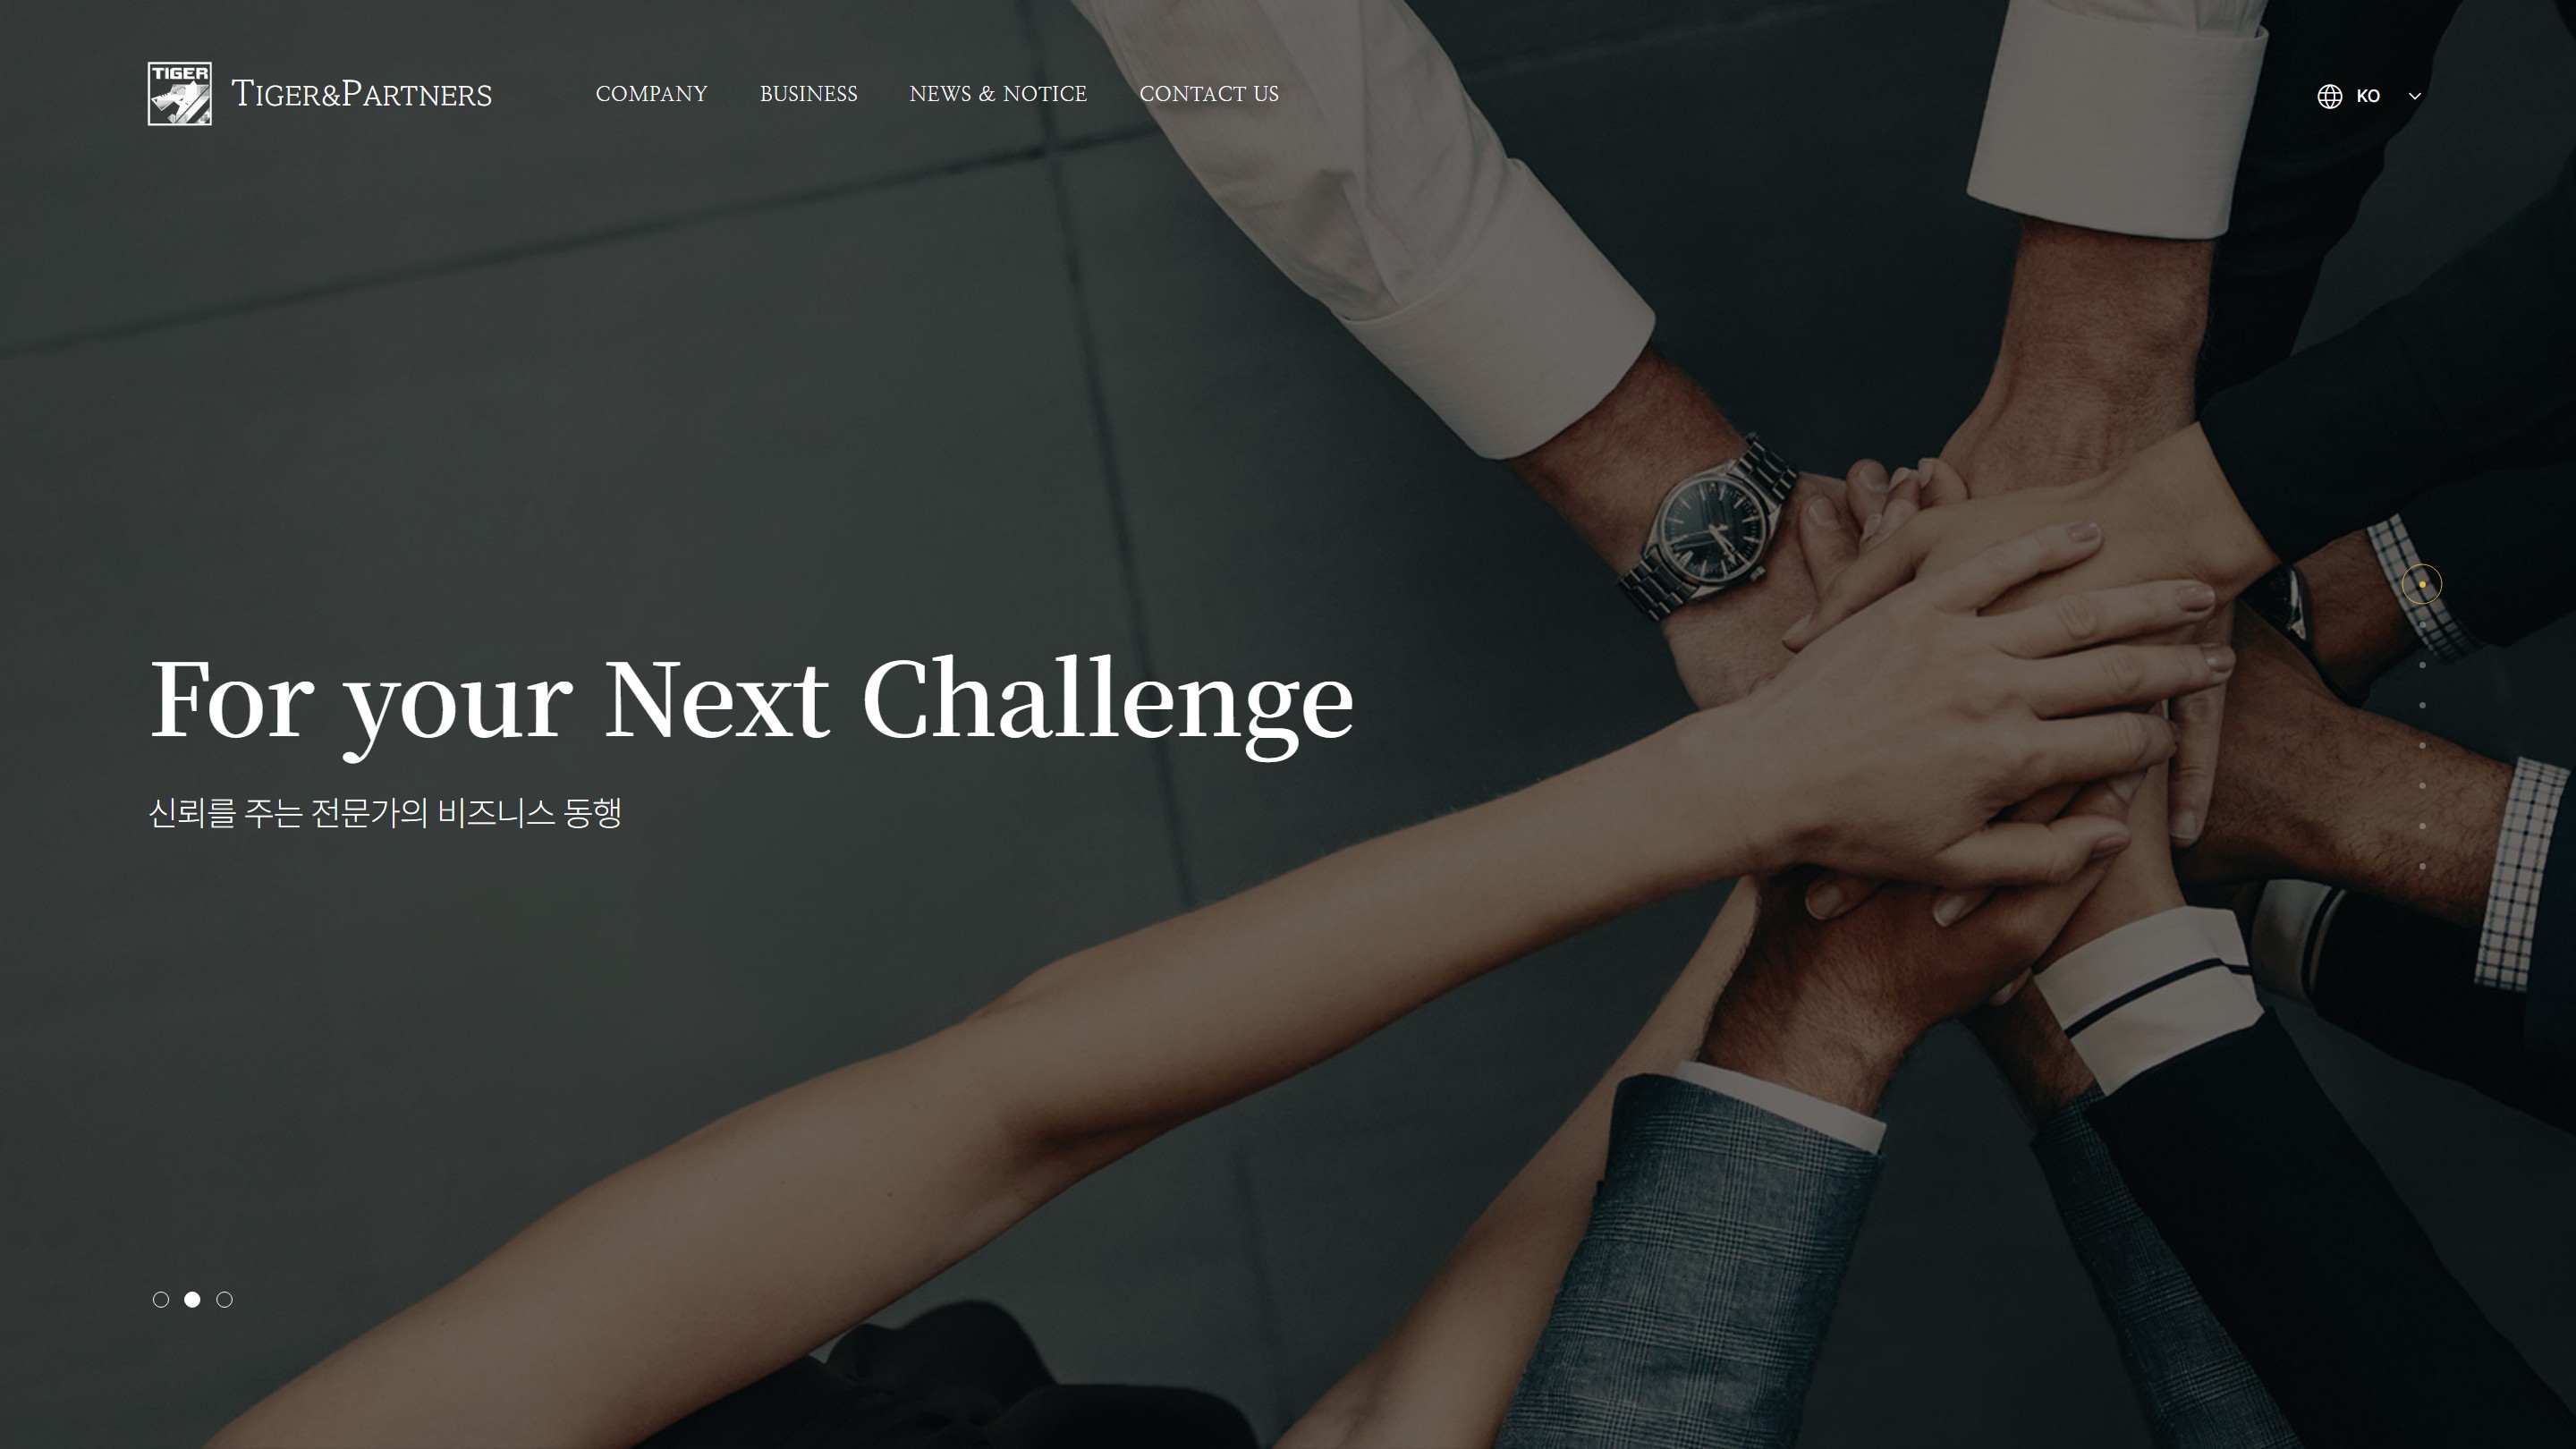 TIGER
TIGER&PARTNERS
COMPANY
BUSINESS
NEWS & NOTICE
CONTACT US
KO
For your Next Challenge
신뢰를 주는 전문가의 비즈니스 동행